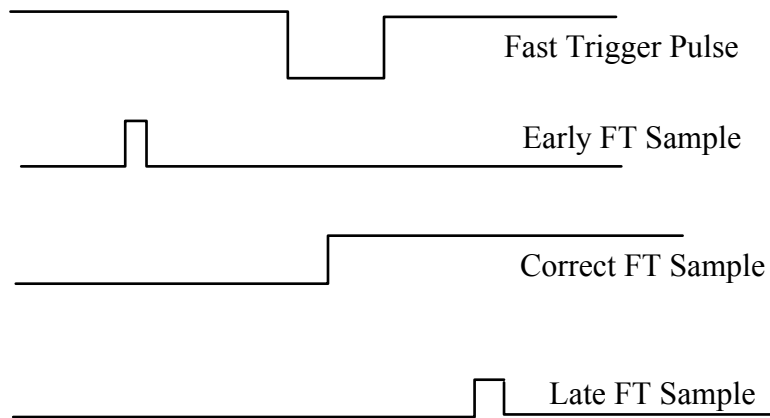 Fast Trigger Pulse
Early FT Sample
Correct FT Sample
Late FT Sample